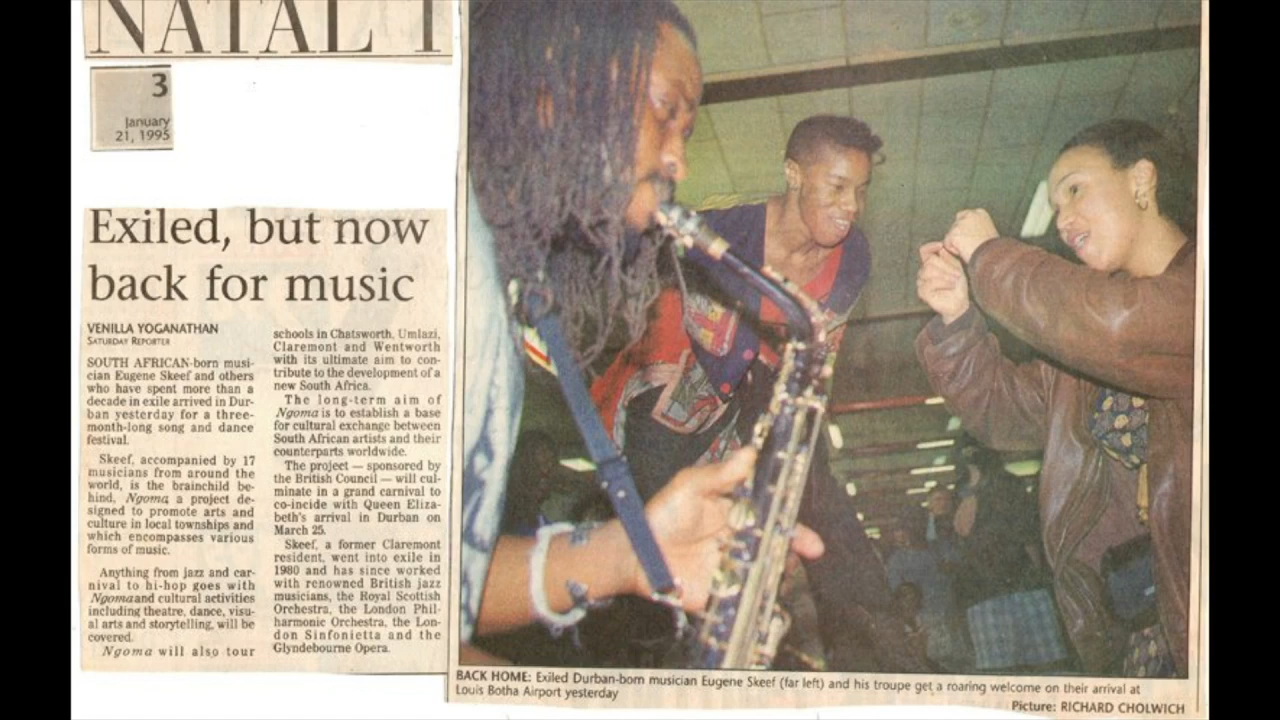 NATAL
3
January
21, 1995
Exiled, but now
back for music
VENILLA YOGANATHAN
SATURDAY REPORTER
SOUTH AFRICAN-born musi-
cian Eugene Skeef and others
who have spent more than a
decade in exile arrived in Dur-
ban yesterday for a three-
month-long song and dance
festival.
Skeef, accompanied by 17
musicians from around the
world, is the brainchild be-
hind, Ngoma, a project de-
signed to promote arts and
culture in local townships and
which encompasses various
forms of music.
Anything from jazz and car-
nival to hi-hop goes with
Ngoma and cultural activities
including theatre, dance, visu-
al arts and storytelling, will be
covered.
Ngoma will also tour
schools in Chatsworth, Umlazi,
Claremont and Wentworth
with its ultimate aim to con-
tribute to the development of a
new South Africa.
The long-term aim of
Ngoma is to establish a base
for cultural exchange between
South African artists and their
counterparts worldwide.
The project — sponsored by
the British Council — will cul-
minate in a grand carnival to
co-incide with Queen Eliza-
beth's arrival in Durban on
March 25.
Skeef, a former Claremont
resident, went into exile in
1980 and has since worked
with renowned British jazz
musicians, the Royal Scottish
Orchestra, the London Phil-
harmonic Orchestra, the Lon-
don Sinfonietta and the
Glyndebourne Opera.
BACK HOME: Exiled Durban-born musician Eugene Skeef (far left) and his troupe get a roaring welcome on their arrival at
Louis Botha Airport yesterday
Picture: RICHARD CHOLWICH